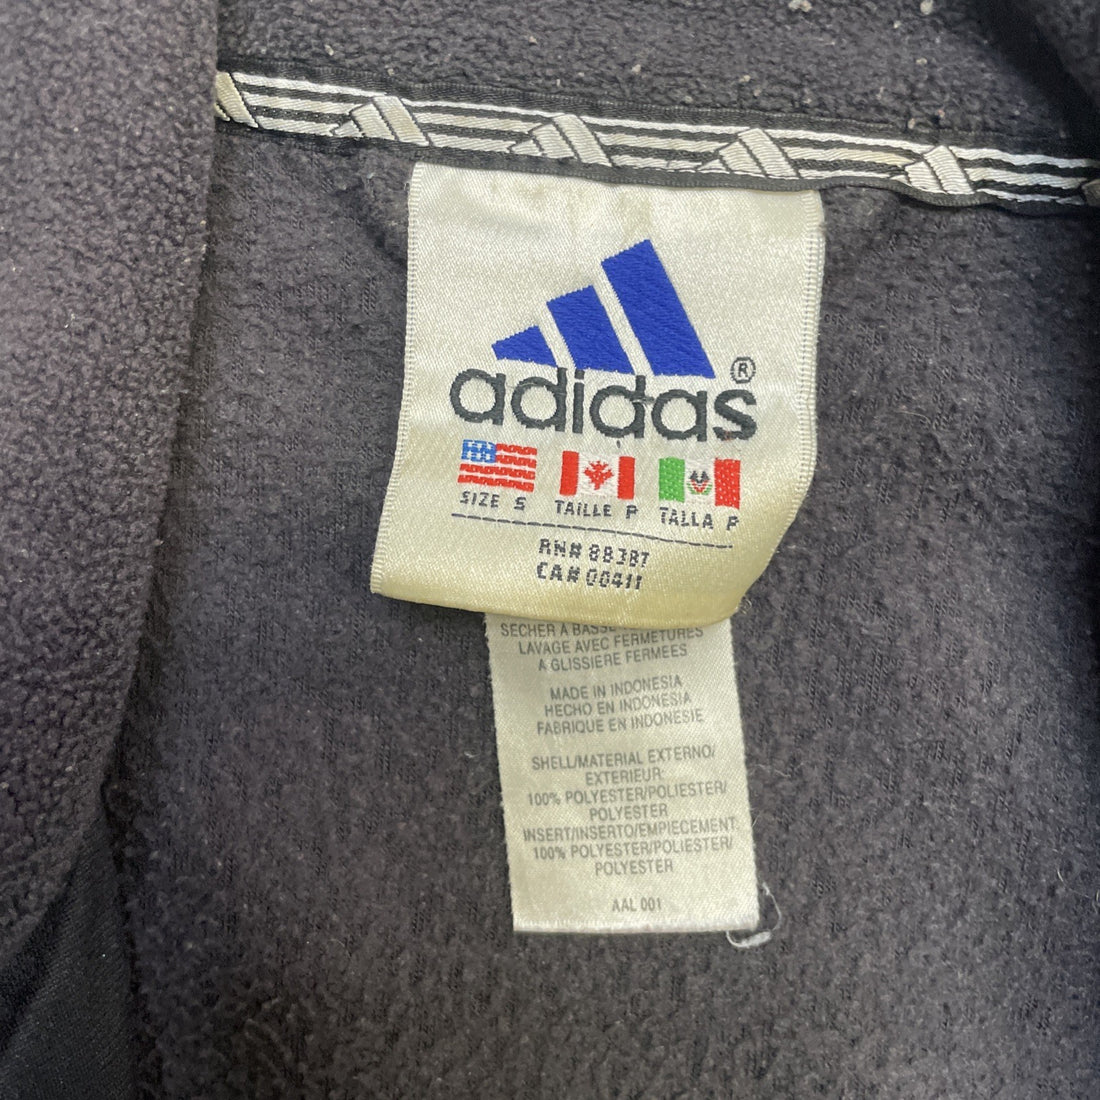 adidas®
SIZE S TAILLE P TALLA P
RN# 88387
CA# 00411
SECHER A BASSE
LAVAGE AVEC FERMETURES
A GLISSIERE FERMEES
MADE IN INDONESIA
HECHO EN INDONESIA
FABRIQUE EN INDONESIE
SHELL/MATERIAL EXTERNO/
EXTERIEUR:
100% POLYESTER/POLIESTER/
POLYESTER
INSERT/INSERTO/EMPIECEMENT
100% POLYESTER/POLIESTER/
POLYESTER
AAL 001